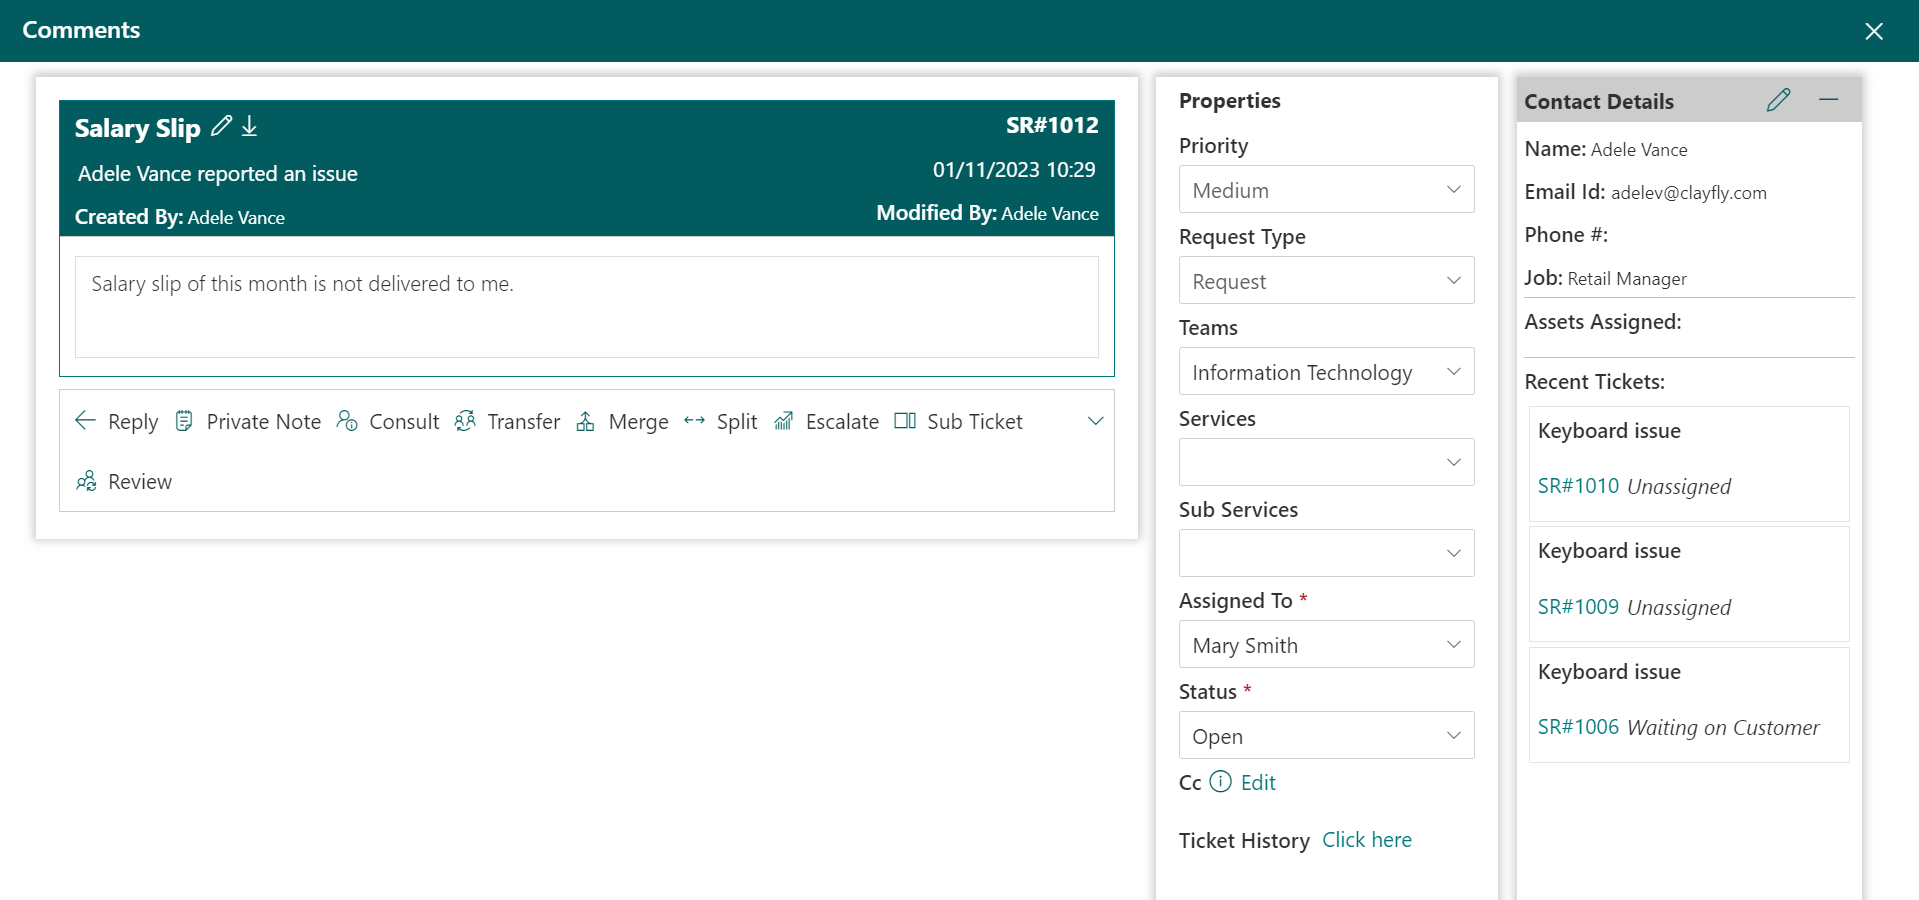 Comments
Salary Slip
SR#1012
Adele Vance reported an issue
01/11/2023 10:29
Created By: Adele Vance
Modified By: Adele Vance
Salary slip of this month is not delivered to me.
Reply Private Note Consult Transfer Merge Split Escalate Sub Ticket
Review
Properties
Priority
Medium
Request Type
Request
Teams
Information Technology
Services
Sub Services
Assigned To *
Mary Smith
Status *
Open
Cc Edit
Ticket History Click here
Contact Details
Name: Adele Vance
Email Id: adelev@clayfly.com
Phone #:
Job: Retail Manager
Assets Assigned:
Recent Tickets:
Keyboard issue
SR#1010 Unassigned
Keyboard issue
SR#1009 Unassigned
Keyboard issue
SR#1006 Waiting on Customer